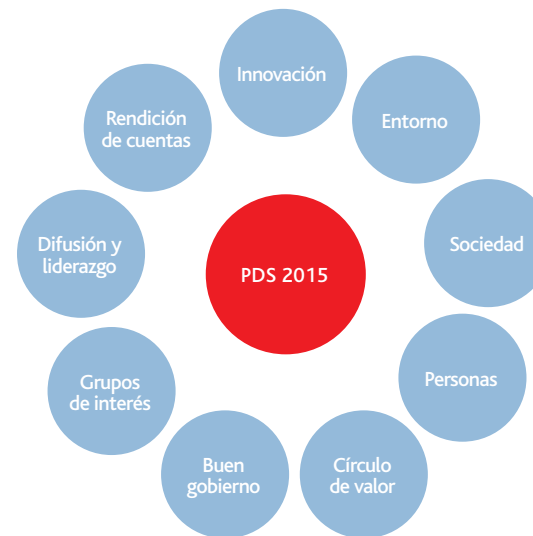 Innovación
Entorno
Sociedad
Personas
Círculo
de valor
Buen
gobierno
Grupos
de interés
Difusión y
liderazgo
Rendición
de cuentas
PDS 2015